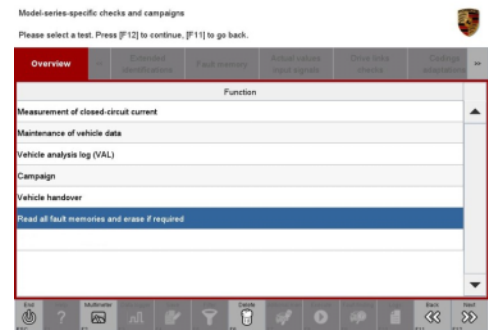 Model-series-specific checks and campaigns
Please select a test. Press [F12] to continue, [F11] to go back.
Overview
Extended identifications
Fault memory
Actual values input signals
Drive links checks
Codings adaptations
»
Function
Measurement of closed-circuit current
Maintenance of vehicle data
Vehicle analysis log (VAL)
Campaign
Vehicle handover
Read all fault memories and erase if required
End
Multimeter
Delete
Back
Next